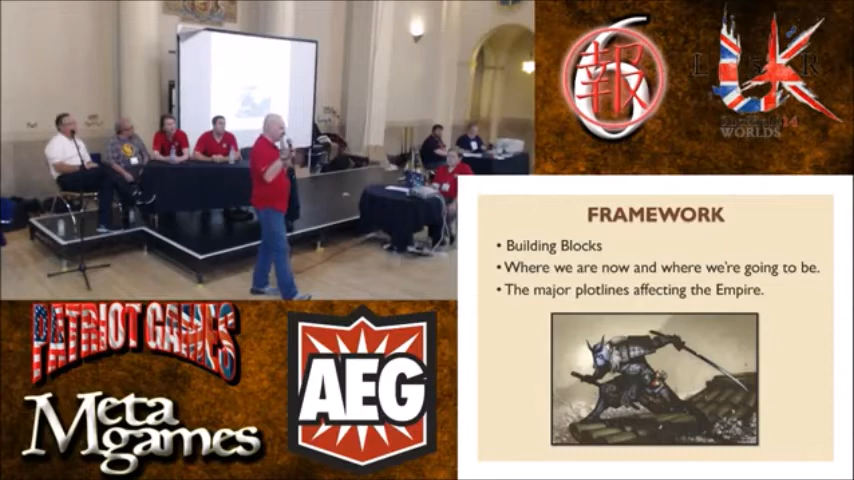 報
UK
WORLDS
FRAMEWORK
• Building Blocks
• Where we are now and where we're going to be.
• The major plotlines affecting the Empire.
PATRIOT GAMES
Meta
games
AEG